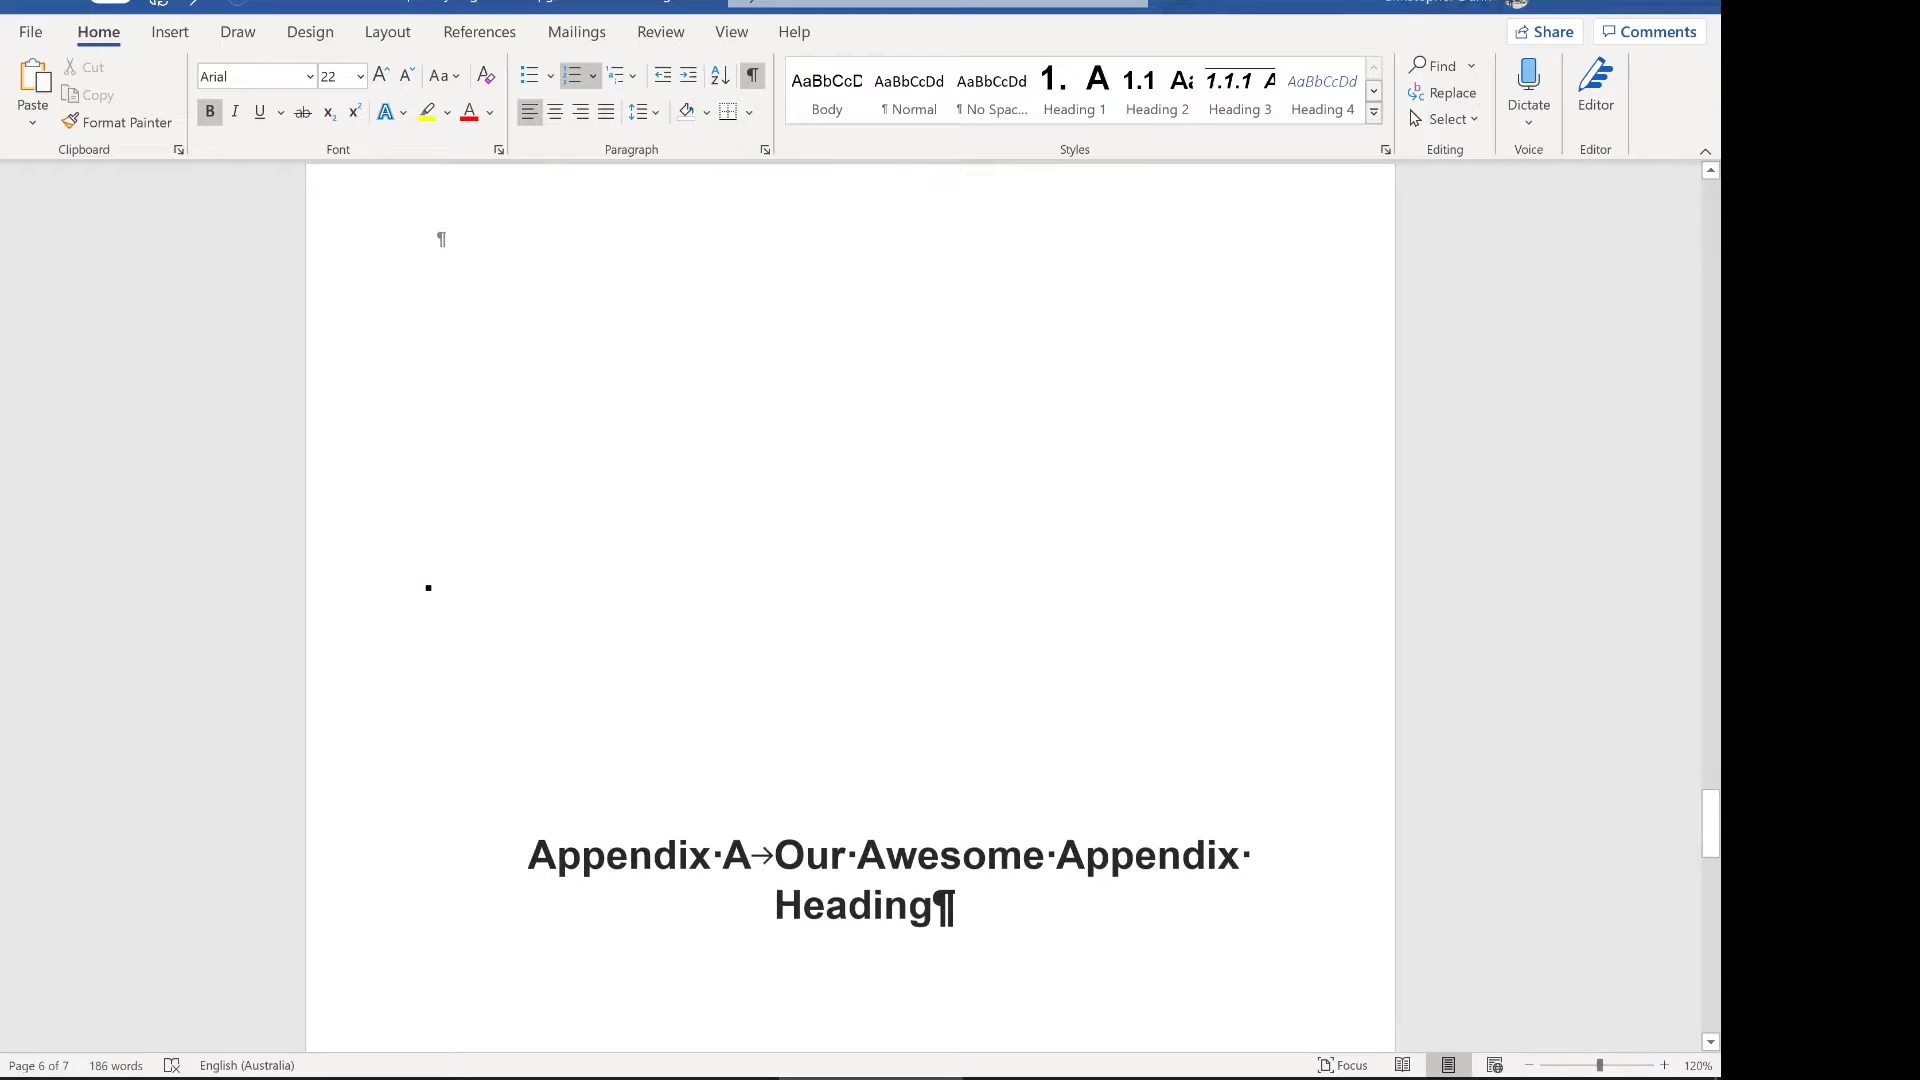 File Home Insert Draw Design Layout References Mailings Review View Help Share Comments
Paste Cut Copy Format Painter Clipboard
Arial 22 Aa Font
Paragraph
AaBbCcD AaBbCcDd AaBbCcDd 1. A 1.1 Aa 1.1.1 A AaBbCcDd
Body ¶ Normal ¶ No Spac... Heading 1 Heading 2 Heading 3 Heading 4
Styles
Find Replace Select Editing
Dictate Voice
Editor Editor
¶
Appendix·A→Our·Awesome·Appendix·
Heading¶
Page 6 of 7 186 words English (Australia) Focus 120%